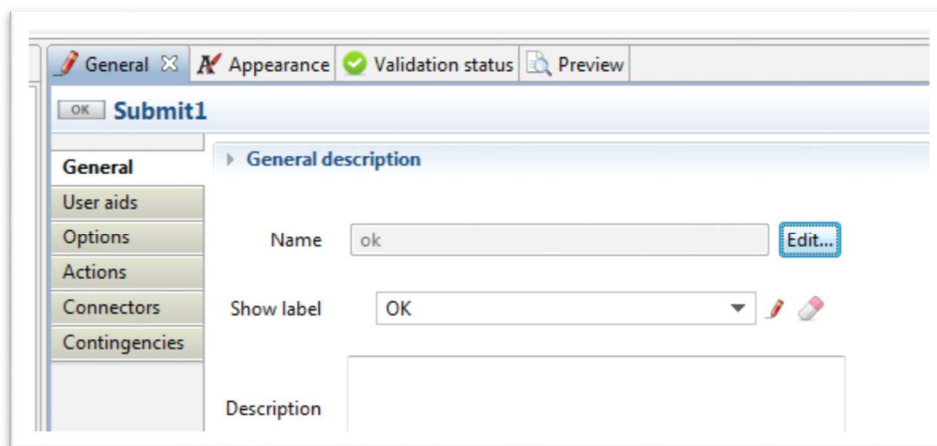 General Appearance Validation status Preview
OK Submit1
General
User aids
Options
Actions
Connectors
Contingencies
General description
Name ok Edit...
Show label OK
Description